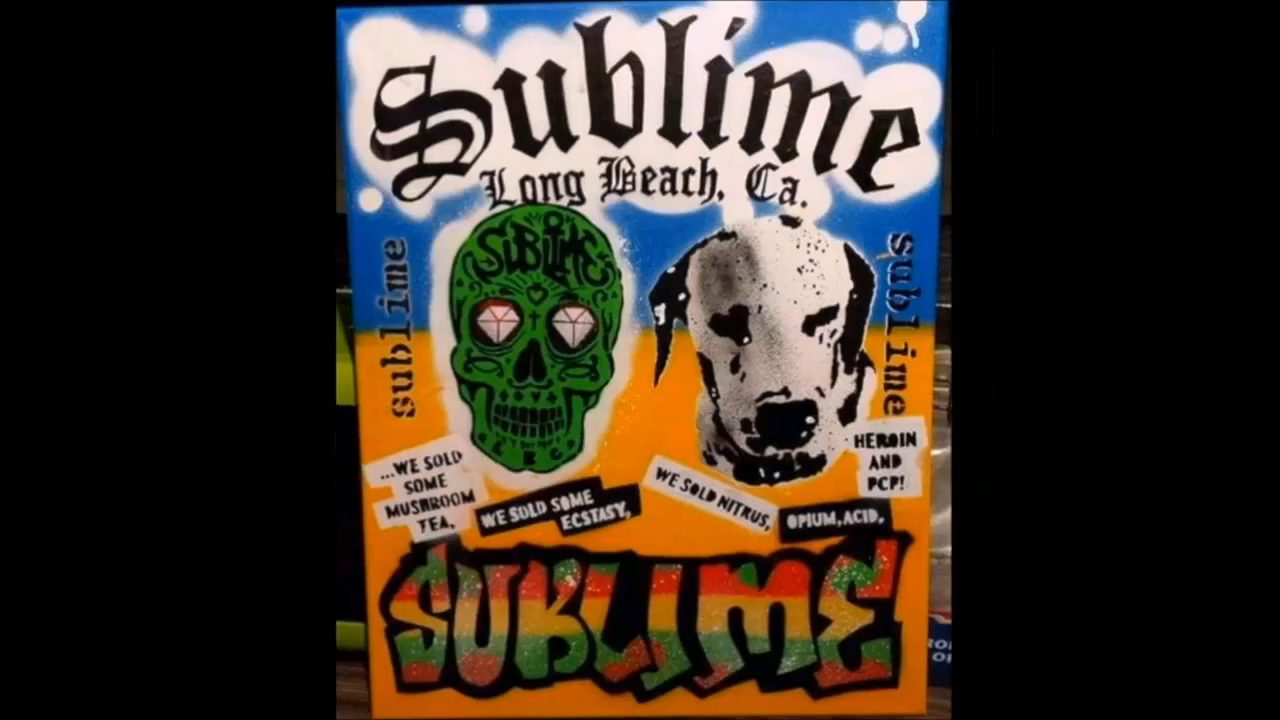 Sublime
Long Beach, Ca.
sublime
SUBLIME
sublime
...WE SOLD
SOME
MUSHROOM
TEA,
WE SOLD SOME
ECSTASY,
WE SOLD NITRUS,
OPIUM, ACID,
HEROIN
AND
PCP!
SUBLIME